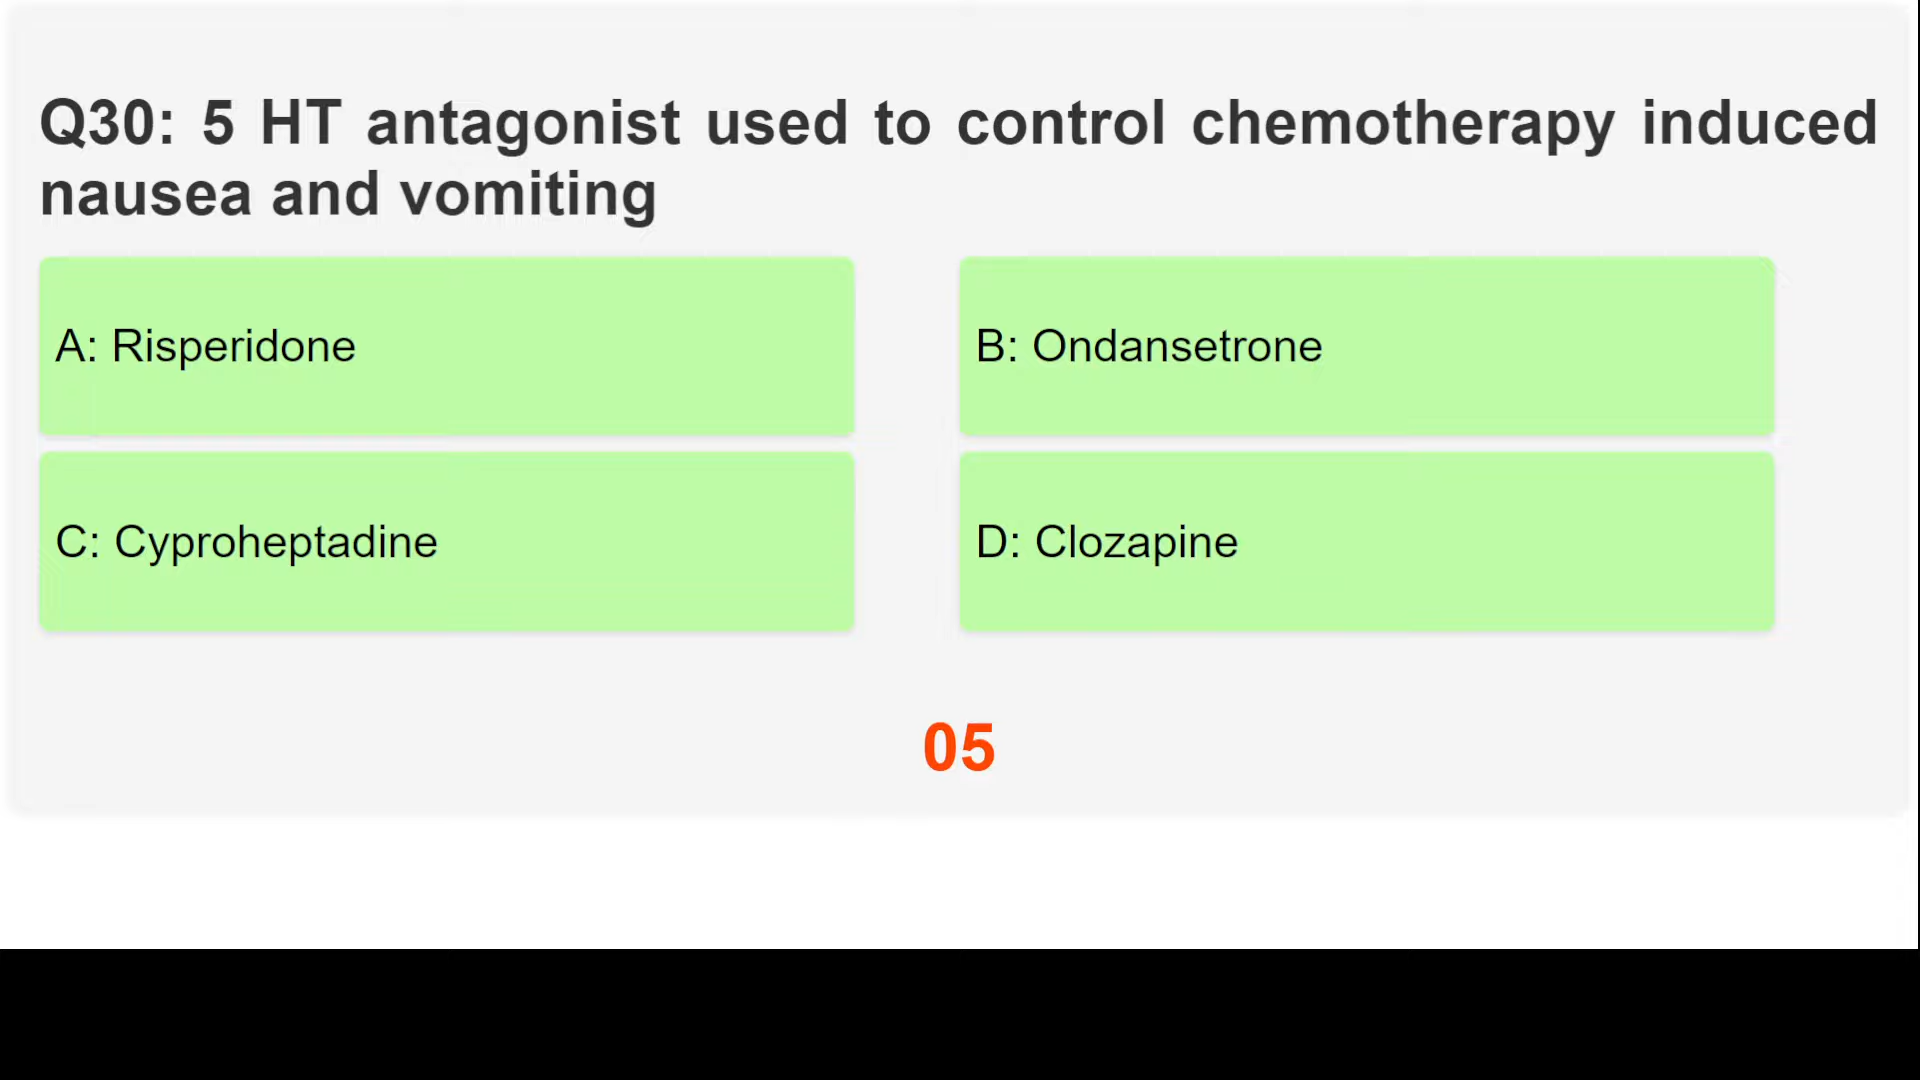 Q30: 5 HT antagonist used to control chemotherapy induced
nausea and vomiting
A: Risperidone
B: Ondansetrone
C: Cyproheptadine
D: Clozapine
05